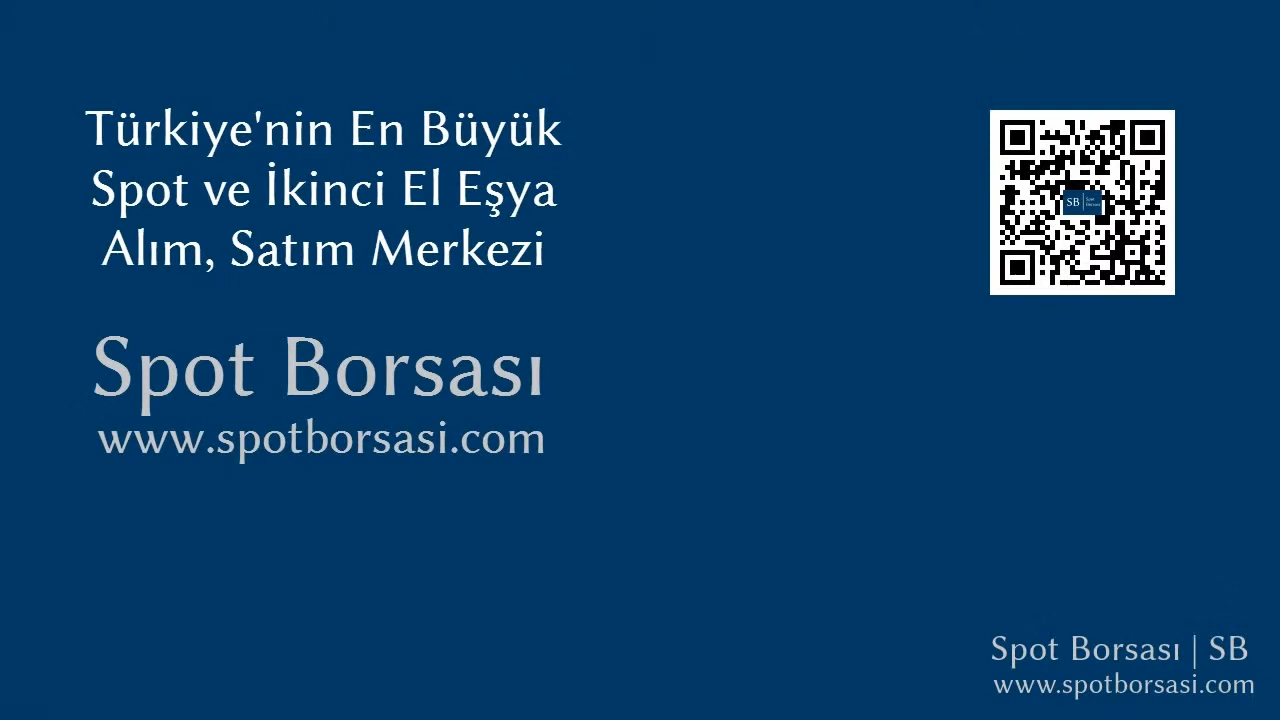 Türkiye'nin En Büyük
Spot ve İkinci El Eşya
Alım, Satım Merkezi
Spot Borsası
www.spotborsasi.com
SB
Spot Borsası | SB
www.spotborsasi.com